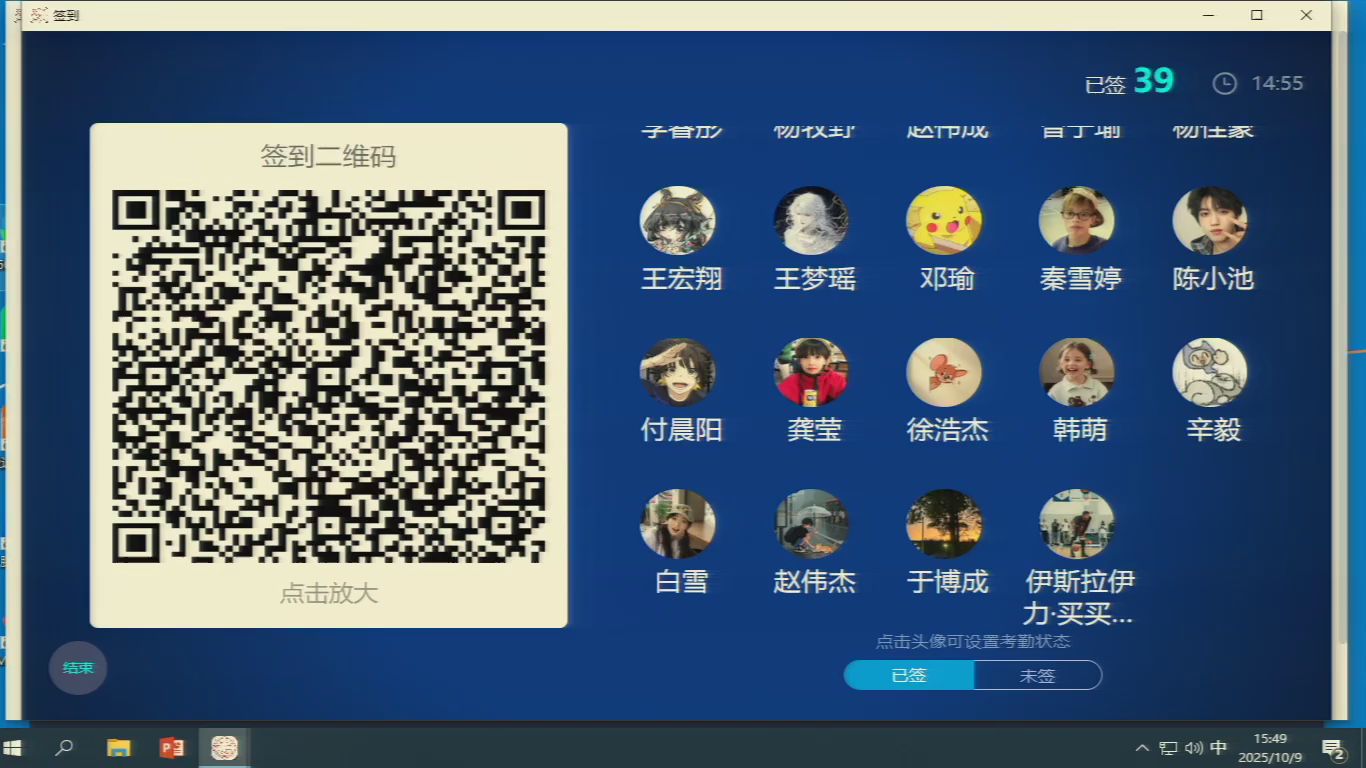 签到
已签 39 14:55
签到二维码
点击放大
王宏翔 王梦瑶 邓瑜 秦雪婷 陈小池
付晨阳 龚莹 徐浩杰 韩萌 辛毅
白雪 赵伟杰 于博成 伊斯拉伊
力·买买...
点击头像可设置考勤状态
已签 未签
结束
中 15:49
2025/10/9
2